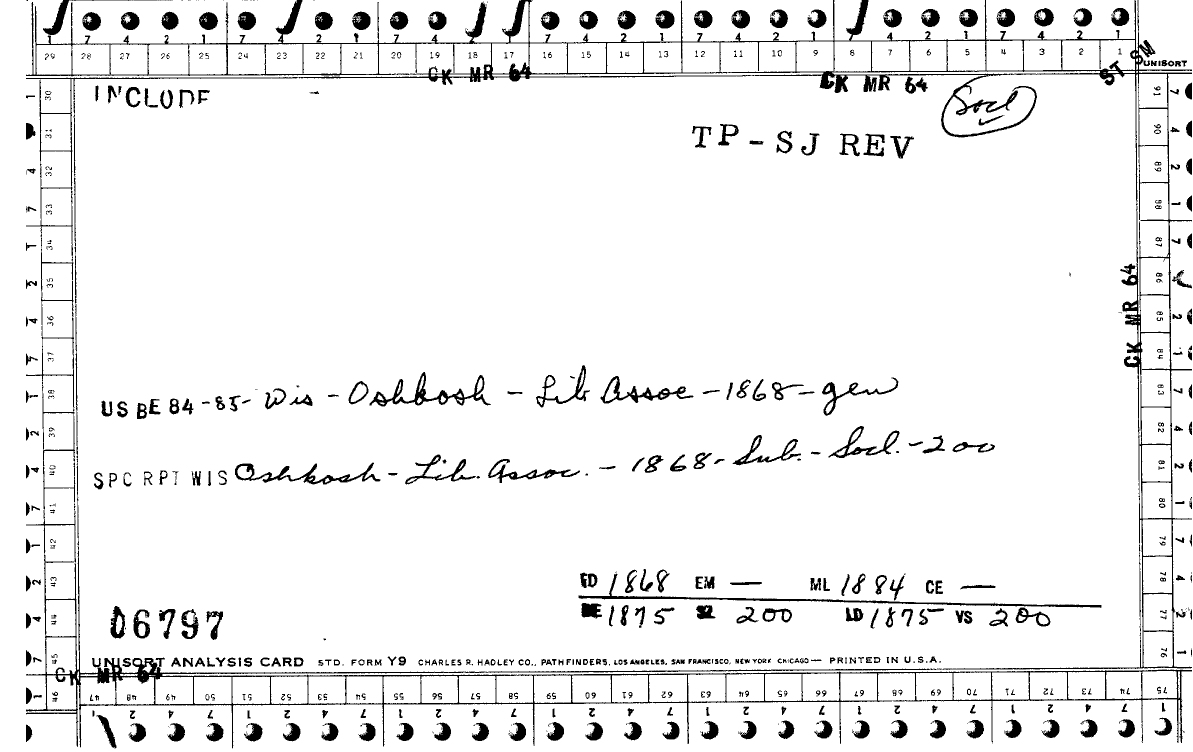 7 4 2 1 7 4 2 1 7 4 2 1 7 4 2 1 7 4 2 1 7 4 2 1 7 4 2 1
29 28 27 26 25 24 23 22 21 20 19 18 17 16 15 14 13 12 11 10 9 8 7 6 5 4 3 2 1
CK MR 64 CK MR 64 ST SM UNISORT
INCLUDE Socl
TP-SJ REV
CK MR 64
US BE 84-85- Wis - Oshkosh - Lib Assoc - 1868 - gen
SPC RPT WIS Oshkosh - Lib. Assoc. - 1868 - Sub. - Socl. - 200
ED 1868 EM — ML 1884 CE —
BE 1875 SZ 200 LD 1875 VS 200
06797
UNISORT ANALYSIS CARD STD. FORM Y9 CHARLES R. HADLEY CO., PATHFINDERS, LOS ANGELES, SAN FRANCISCO, NEW YORK CHICAGO — PRINTED IN U.S.A.
CK MR 64
30 31 32 33 34 35 36 37 38 39 40 41 42 43 44 45 46
91 90 89 88 87 86 85 84 83 82 81 80 79 78 77 76
47 48 49 50 51 52 53 54 55 56 57 58 59 60 61 62 63 64 65 66 67 68 69 70 71 72 73 74 75